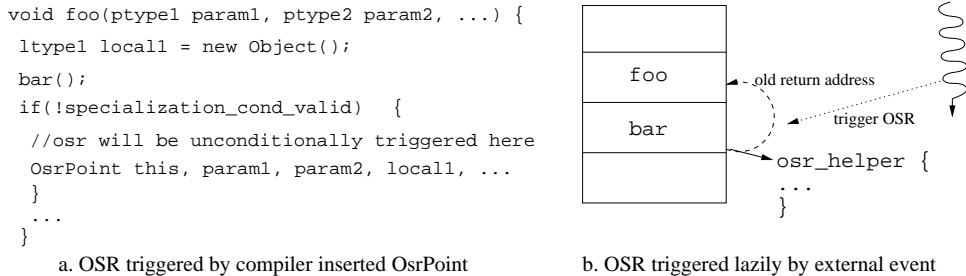 void foo(ptype1 param1, ptype2 param2, ...) {
ltype1 local1 = new Object();
bar();
if(!specialization_cond_valid) {
//osr will be unconditionally triggered here
OsrPoint this, param1, param2, local1, ...
}
...
}
a. OSR triggered by compiler inserted OsrPoint
foo
old return address
bar
trigger OSR
osr_helper {
...
}
b. OSR triggered lazily by external event